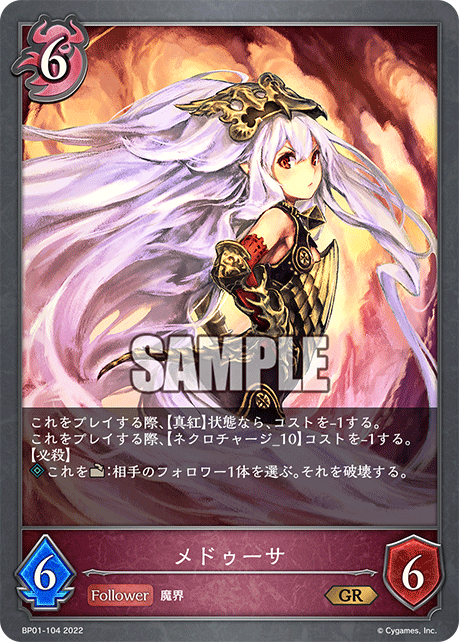 6
SAMPLE
これをプレイする際、【真紅】状態なら、コストを-1する。
これをプレイする際、【ネクロチャージ_10】コストを-1する。
【必殺】
これを:相手のフォロワー1体を選ぶ。それを破壊する。
メドゥーサ
6
Follower 魔界
GR
6
BP01-104 2022
© Cygames, Inc.